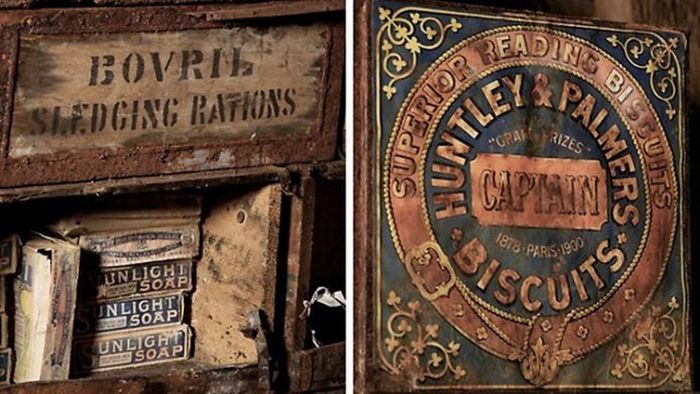 BOVRIL
SLEDGING RATIONS
SUNLIGHT
SOAP
SUNLIGHT
SOAP
SUNLIGHT
SOAP
SUPERIOR READING BISCUITS
HUNTLEY & PALMERS
"GRAND PRIZES"
CAPTAIN
1878·PARIS·1900
BISCUITS